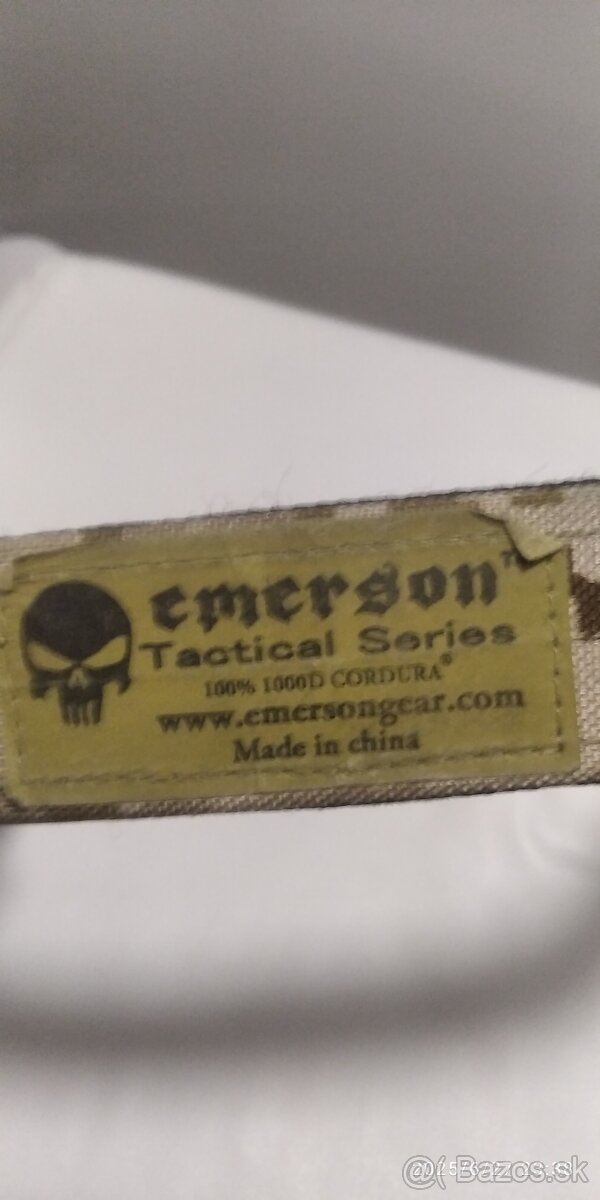 emerson™
Tactical Series
100% 1000D CORDURA®
www.emersongear.com
Made in china
@( Bazos.sk